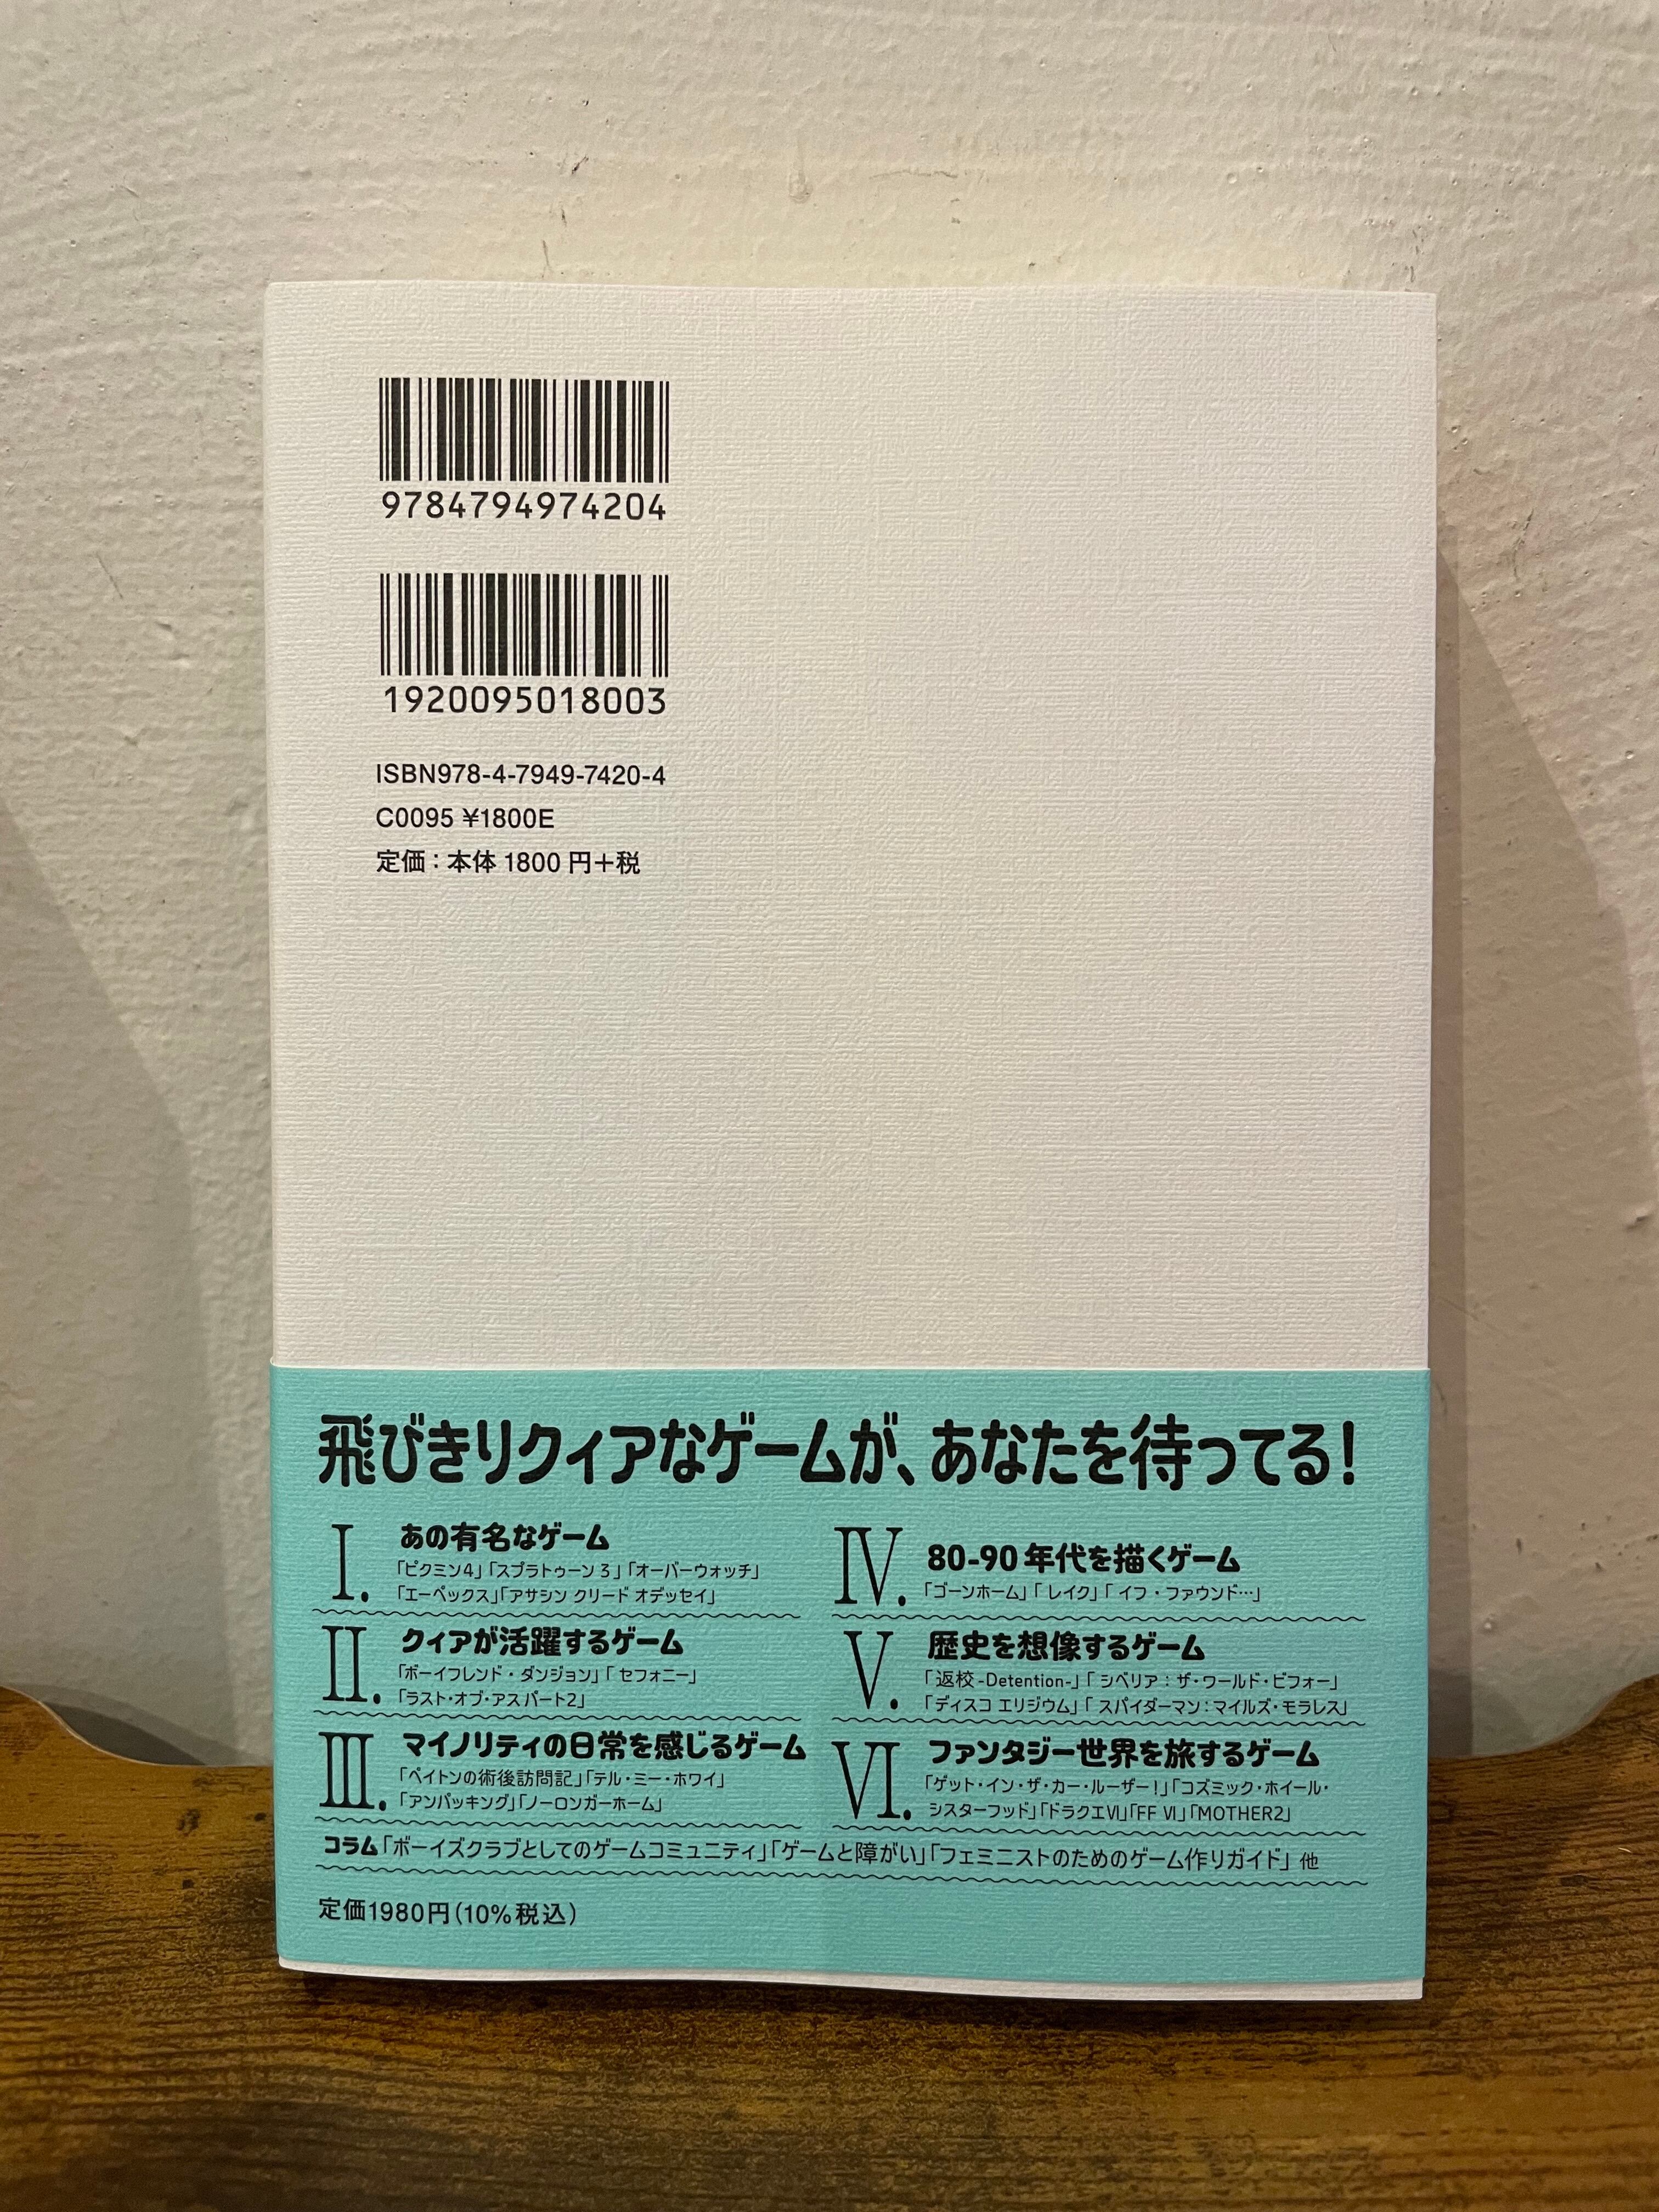 9784794974204
1920095018003
ISBN978-4-7949-7420-4
C0095 ¥1800E
定価：本体 1800 円＋税
飛びきりクィアなゲームが、あなたを待ってる！
I. あの有名なゲーム
「ピクミン4」「スプラトゥーン 3」「オーバーウォッチ」
「エーペックス」「アサシン クリード オデッセイ」
II. クィアが活躍するゲーム
「ボーイフレンド・ダンジョン」「セフォニー」
「ラスト・オブ・アス パート2」
III. マイノリティの日常を感じるゲーム
「ペイトンの術後訪問記」「テル・ミー・ホワイ」
「アンパッキング」「ノーロンガーホーム」
IV. 80-90 年代を描くゲーム
「ゴーンホーム」「レイク」「イフ・ファウンド…」
V. 歴史を想像するゲーム
「返校 -Detention-」「シベリア：ザ・ワールド・ビフォー」
「ディスコ エリジウム」「スパイダーマン：マイルズ・モラレス」
VI. ファンタジー世界を旅するゲーム
「ゲット・イン・ザ・カー・ルーザー！」「コズミック・ホイール・
シスターフッド」「ドラクエⅥ」「FF Ⅵ」「MOTHER2」
コラム「ボーイズクラブとしてのゲームコミュニティ」「ゲームと障がい」「フェミニストのためのゲーム作りガイド」 他
定価1980円（10％税込）